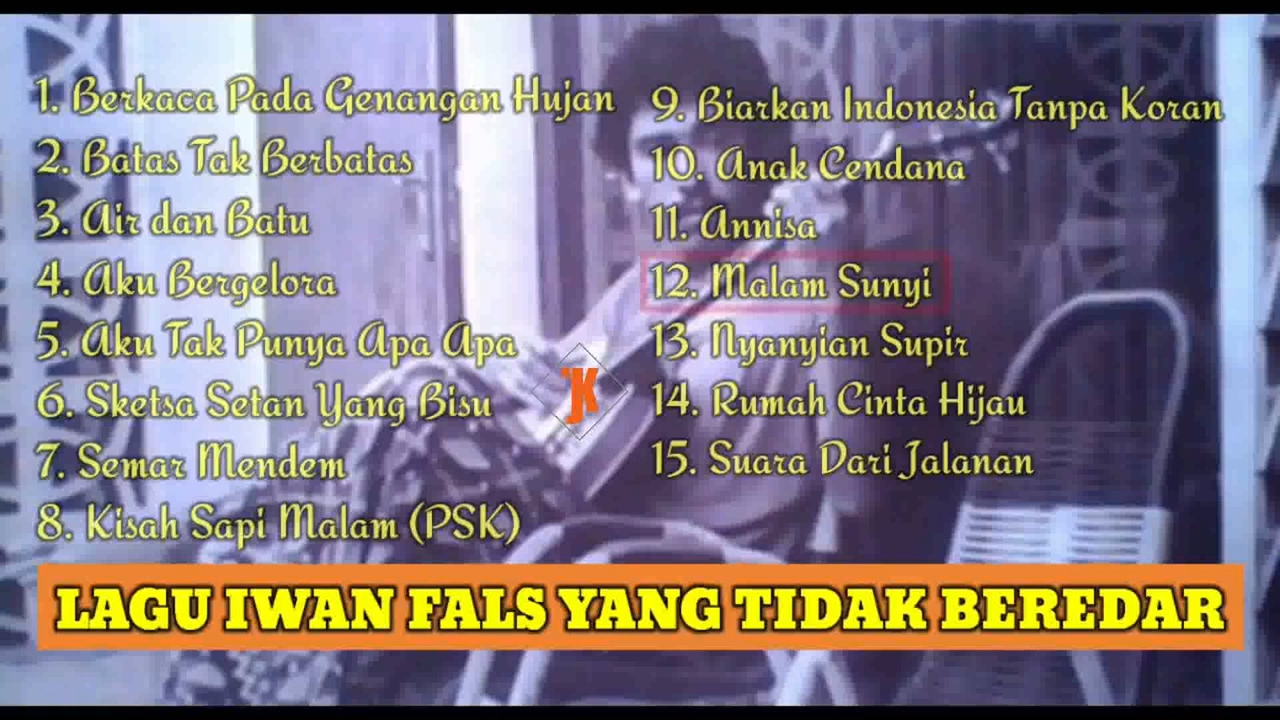 1. Berkaca Pada Genangan Hujan
2. Batas Tak Berbatas
3. Air dan Batu
4. Aku Bergelora
5. Aku Tak Punya Apa Apa
6. Sketsa Setan Yang Bisu
7. Semar Mendem
8. Kisah Sapi Malam (PSK)
9. Biarkan Indonesia Tanpa Koran
10. Anak Cendana
11. Annisa
12. Malam Sunyi
13. Nyanyian Supir
14. Rumah Cinta Hijau
15. Suara Dari Jalanan
JK
LAGU IWAN FALS YANG TIDAK BEREDAR